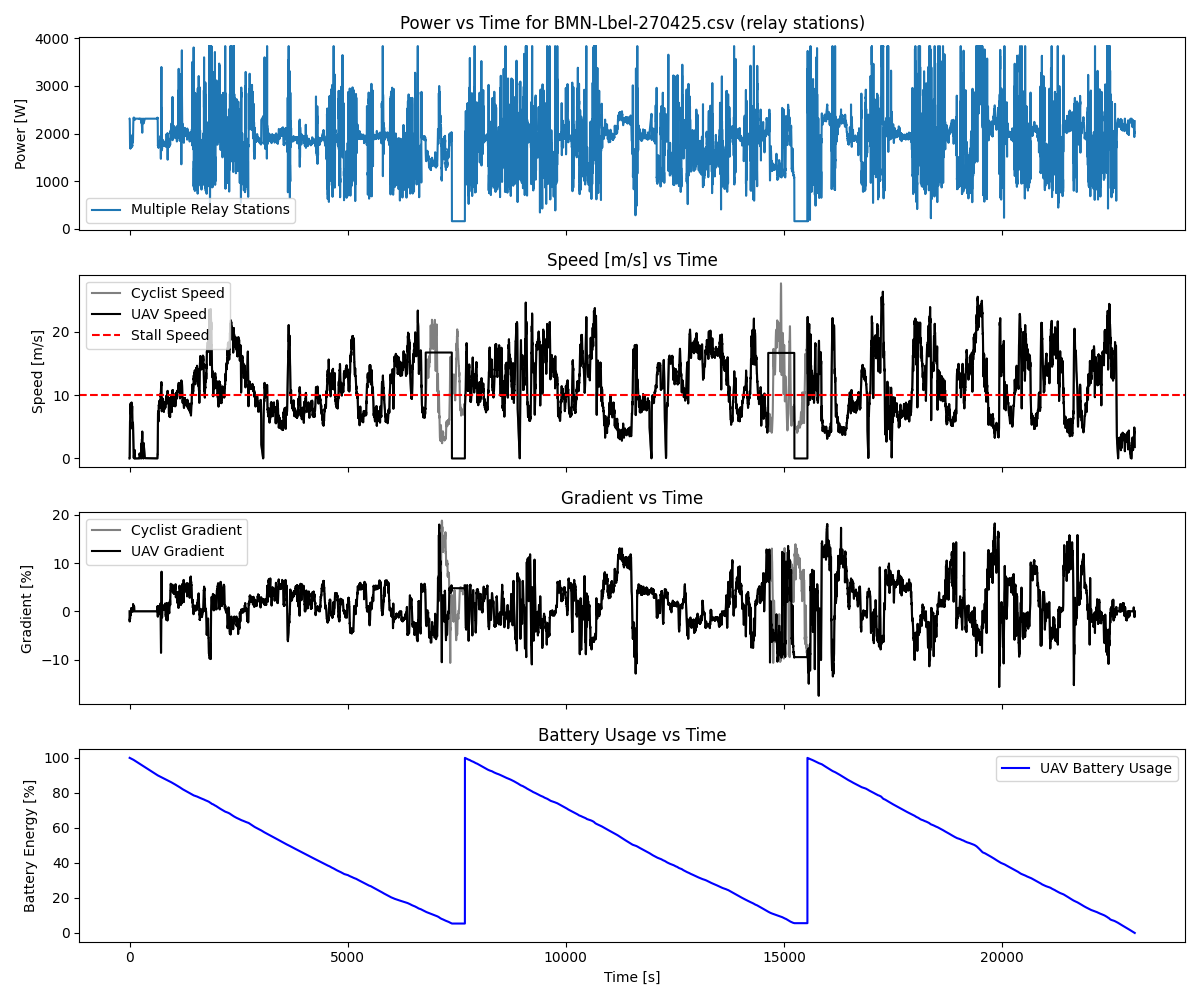 Power vs Time for BMN-Lbel-270425.csv (relay stations)
4000
3000
2000
1000
0
Power [W]
Multiple Relay Stations
Speed [m/s] vs Time
20
10
0
Speed [m/s]
Cyclist Speed
UAV Speed
Stall Speed
Gradient vs Time
20
10
0
−10
Gradient [%]
Cyclist Gradient
UAV Gradient
Battery Usage vs Time
100
80
60
40
20
0
Battery Energy [%]
UAV Battery Usage
0 5000 10000 15000 20000
Time [s]